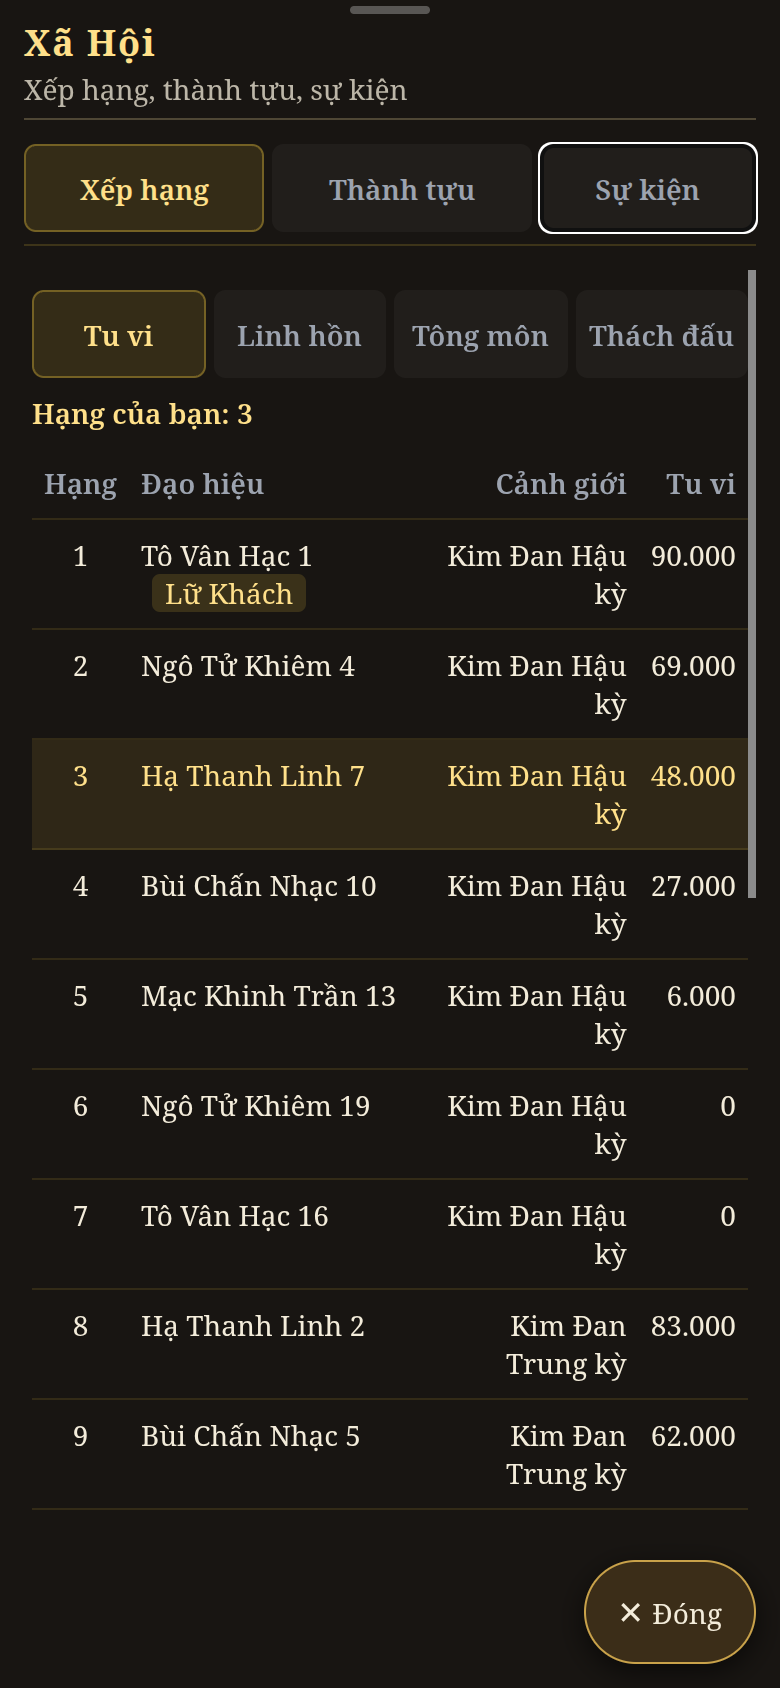 Xã Hội
Xếp hạng, thành tựu, sự kiện
Xếp hạng Thành tựu Sự kiện
Tu vi Linh hồn Tông môn Thách đấu
Hạng của bạn: 3
Hạng Đạo hiệu Cảnh giới Tu vi
1 Tô Vân Hạc 1 Kim Đan Hậu 90.000
Lữ Khách kỳ
2 Ngô Tử Khiêm 4 Kim Đan Hậu 69.000
kỳ
3 Hạ Thanh Linh 7 Kim Đan Hậu 48.000
kỳ
4 Bùi Chấn Nhạc 10 Kim Đan Hậu 27.000
kỳ
5 Mạc Khinh Trần 13 Kim Đan Hậu 6.000
kỳ
6 Ngô Tử Khiêm 19 Kim Đan Hậu 0
kỳ
7 Tô Vân Hạc 16 Kim Đan Hậu 0
kỳ
8 Hạ Thanh Linh 2 Kim Đan 83.000
Trung kỳ
9 Bùi Chấn Nhạc 5 Kim Đan 62.000
Trung kỳ
✕ Đóng